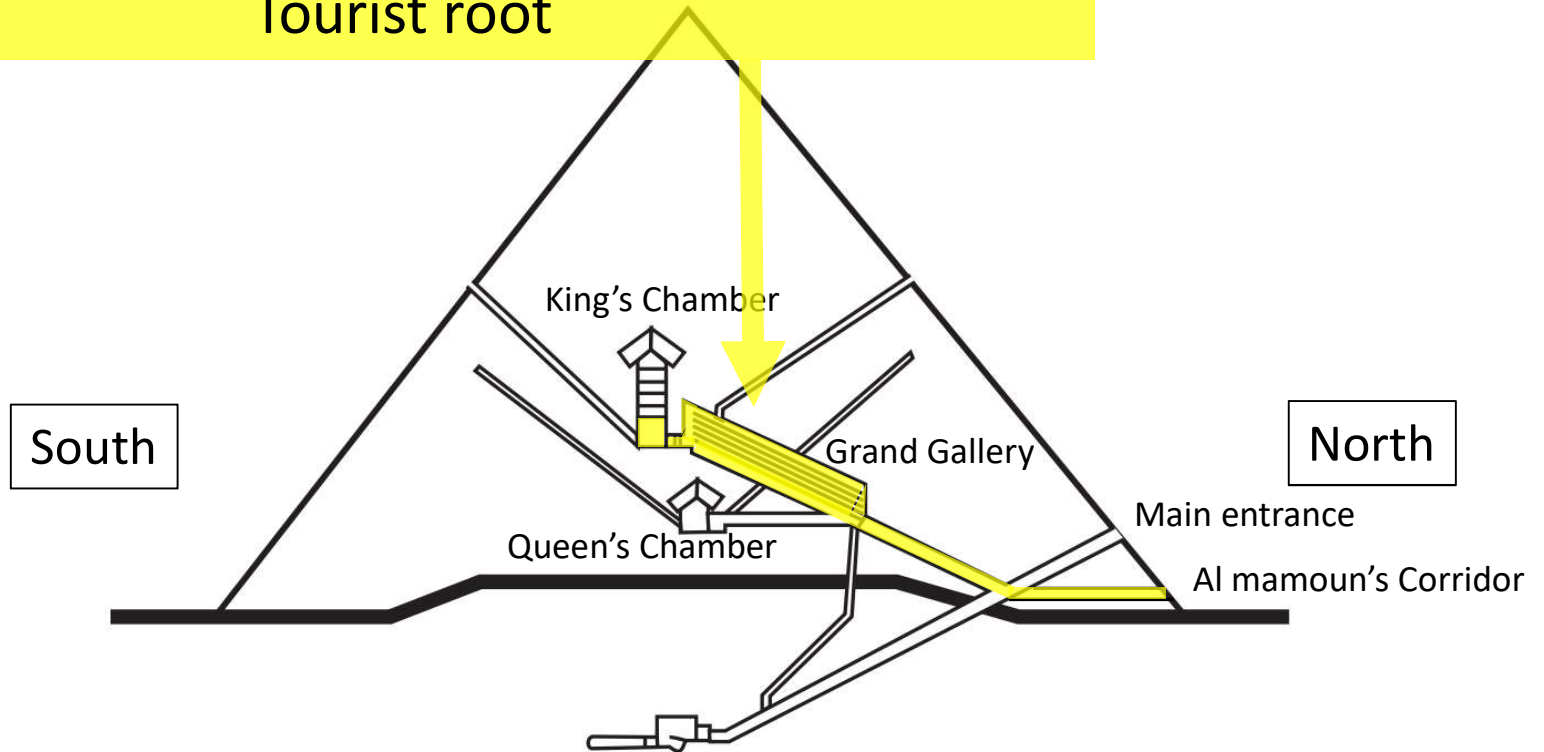 Tourist root
King’s Chamber
South
Grand Gallery
North
Main entrance
Queen’s Chamber
Al mamoun’s Corridor